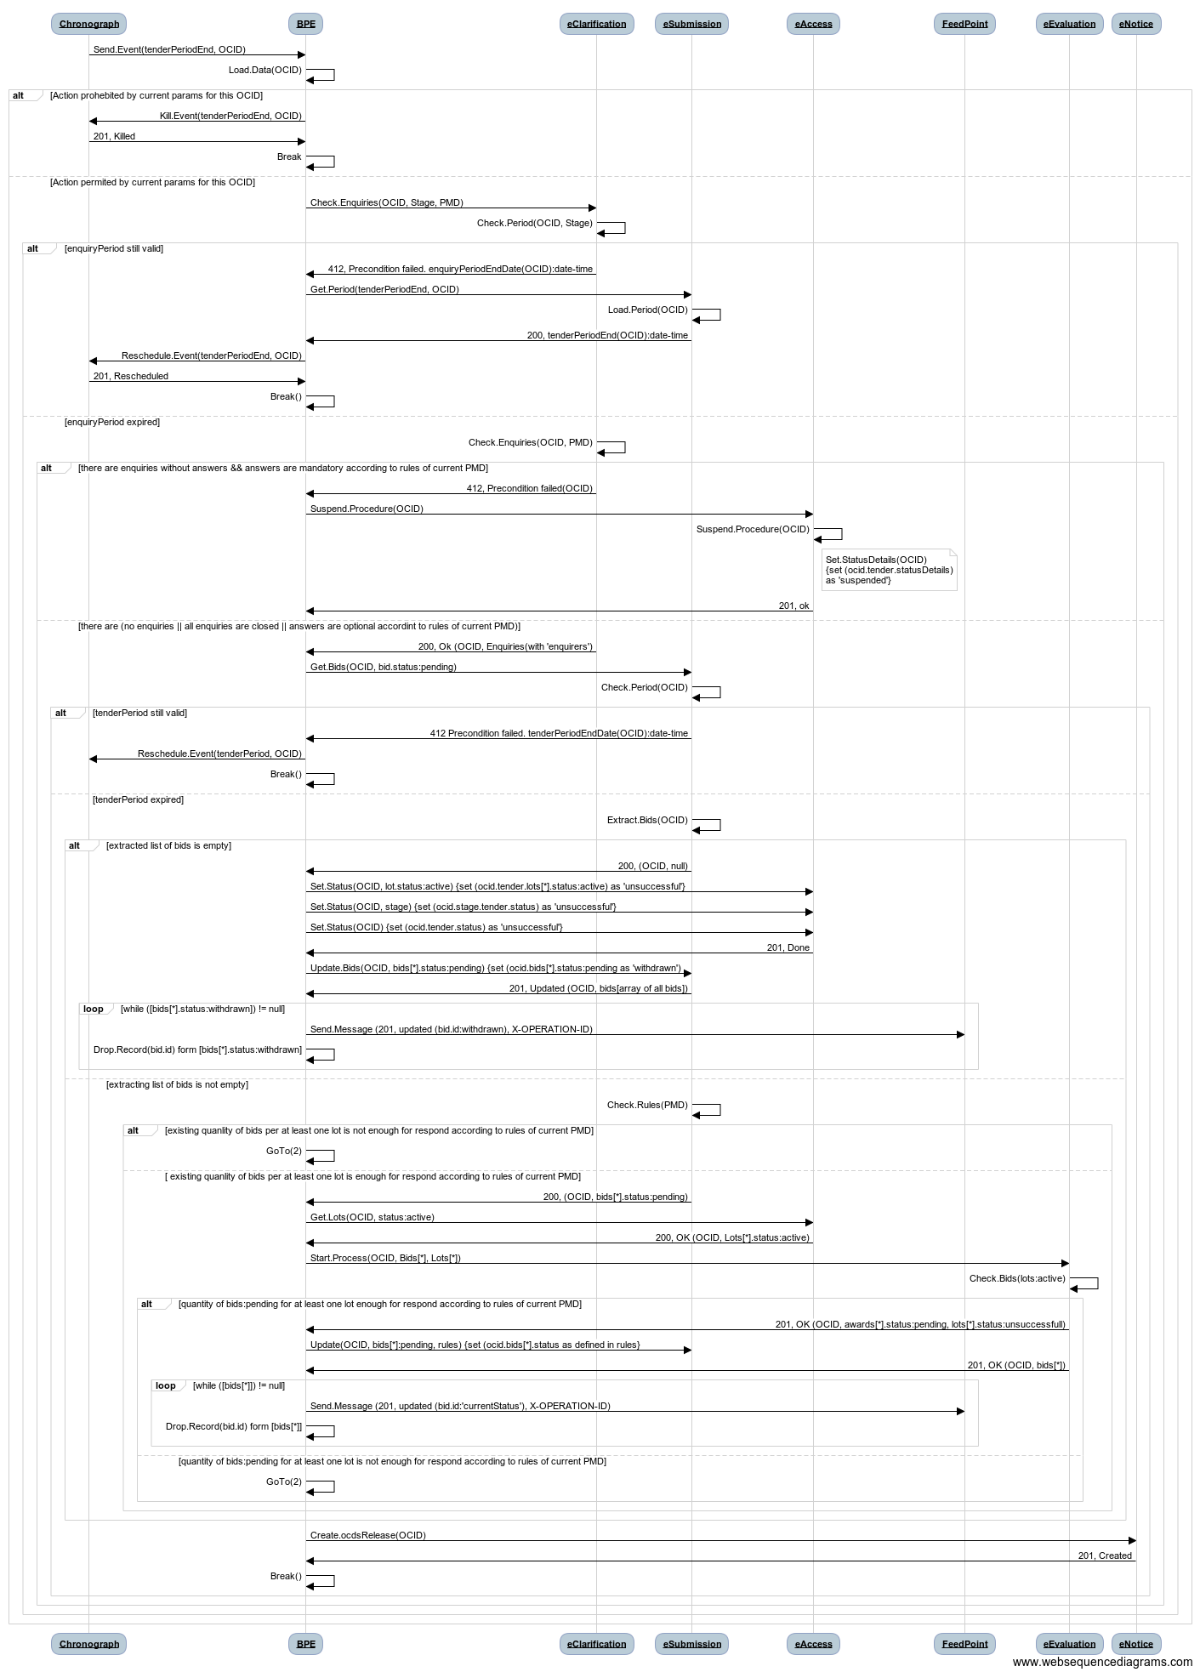 Chronograph BPE eClarification eSubmission eAccess FeedPoint eEvaluation eNotice
Send.Event(tenderPeriodEnd, OCID)
Load.Data(OCID)
alt [Action prohebited by current params for this OCID]
Kill.Event(tenderPeriodEnd, OCID)
201, Killed
Break
[Action permited by current params for this OCID]
Check.Enquiries(OCID, Stage, PMD)
Check.Period(OCID, Stage)
alt [enquiryPeriod still valid]
412, Precondition failed. enquiryPeriodEndDate(OCID):date-time
Get.Period(tenderPeriodEnd, OCID)
Load.Period(OCID)
200, tenderPeriodEnd(OCID):date-time
Reschedule.Event(tenderPeriodEnd, OCID)
201, Rescheduled
Break()
[enquiryPeriod expired]
Check.Enquiries(OCID, PMD)
alt [there are enquiries without answers && answers are mandatory according to rules of current PMD]
412, Precondition failed(OCID)
Suspend.Procedure(OCID)
Suspend.Procedure(OCID)
Set.StatusDetails(OCID)
{set (ocid.tender.statusDetails)
as 'suspended'}
201, ok
[there are (no enquiries || all enquiries are closed || answers are optional accordint to rules of current PMD)]
200, Ok (OCID, Enquiries(with 'enquirers')
Get.Bids(OCID, bid.status:pending)
Check.Period(OCID)
alt [tenderPeriod still valid]
412 Precondition failed. tenderPeriodEndDate(OCID):date-time
Reschedule.Event(tenderPeriod, OCID)
Break()
[tenderPeriod expired]
Extract.Bids(OCID)
alt [extracted list of bids is empty]
200, (OCID, null)
Set.Status(OCID, lot.status:active) {set (ocid.tender.lots[*].status:active) as 'unsuccessful'}
Set.Status(OCID, stage) {set (ocid.stage.tender.status) as 'unsuccessful'}
Set.Status(OCID) {set (ocid.tender.status) as 'unsuccessful'}
201, Done
Update.Bids(OCID, bids[*].status:pending) {set (ocid.bids[*].status:pending as 'withdrawn')
201, Updated (OCID, bids[array of all bids])
loop [while ([bids[*].status:withdrawn]) != null]
Send.Message (201, updated (bid.id:withdrawn), X-OPERATION-ID)
Drop.Record(bid.id) form [bids[*].status:withdrawn]
[extracting list of bids is not empty]
Check.Rules(PMD)
alt [existing quanlity of bids per at least one lot is not enough for respond according to rules of current PMD]
GoTo(2)
[ existing quanlity of bids per at least one lot is enough for respond according to rules of current PMD]
200, (OCID, bids[*].status:pending)
Get.Lots(OCID, status:active)
200, OK (OCID, Lots[*].status:active)
Start.Process(OCID, Bids[*], Lots[*])
Check.Bids(lots:active)
alt [quantity of bids:pending for at least one lot enough for respond according to rules of current PMD]
201, OK (OCID, awards[*].status:pending, lots[*].status:unsuccessfull)
Update(OCID, bids[*]:pending, rules) {set (ocid.bids[*].status as defined in rules}
201, OK (OCID, bids[*])
loop [while ([bids[*]]) != null]
Send.Message (201, updated (bid.id:'currentStatus'), X-OPERATION-ID)
Drop.Record(bid.id) form [bids[*]]
[quantity of bids:pending for at least one lot is not enough for respond according to rules of current PMD]
GoTo(2)
Create.ocdsRelease(OCID)
201, Created
Break()
Chronograph BPE eClarification eSubmission eAccess FeedPoint eEvaluation eNotice
www.websequencediagrams.com